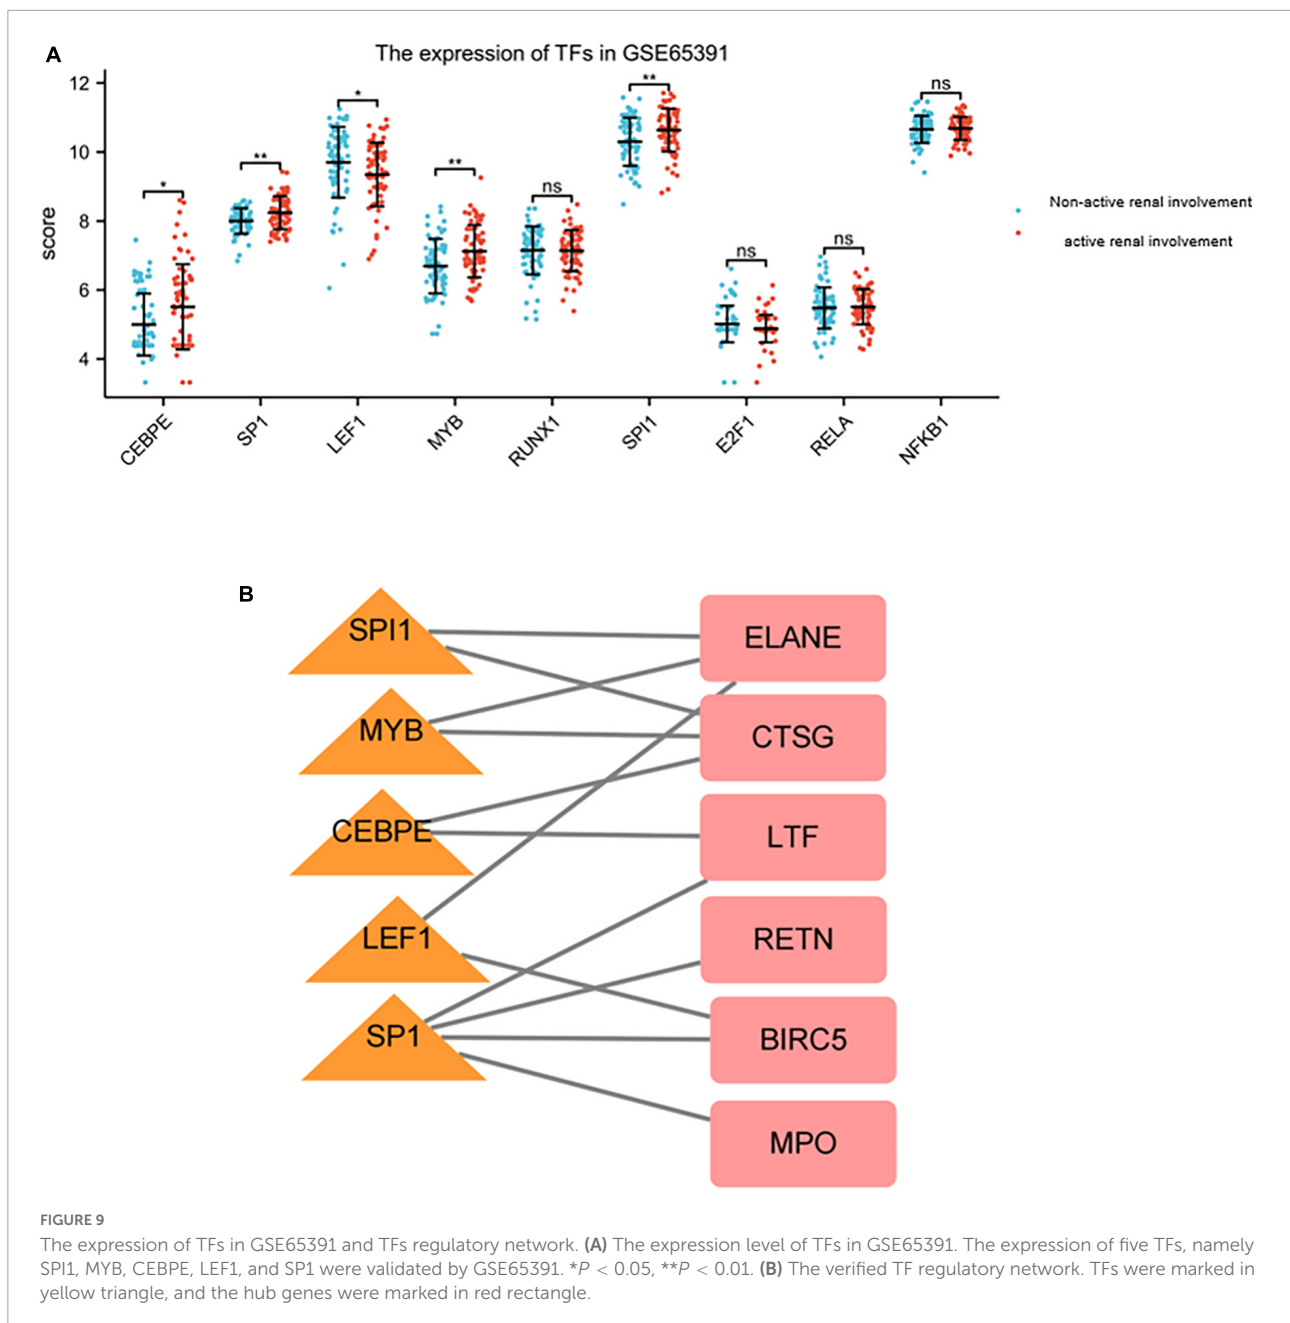 A
The expression of TFs in GSE65391
12
10
8
6
4
score
*
**
*
**
ns
**
ns
ns
ns
CEBPE
SP1
LEF1
MYB
RUNX1
SPI1
E2F1
RELA
NFKB1
Non-active renal involvement
active renal involvement
B
SPI1
MYB
CEBPE
LEF1
SP1
ELANE
CTSG
LTF
RETN
BIRC5
MPO
FIGURE 9
The expression of TFs in GSE65391 and TFs regulatory network. (A) The expression level of TFs in GSE65391. The expression of five TFs, namely
SPI1, MYB, CEBPE, LEF1, and SP1 were validated by GSE65391. *P < 0.05, **P < 0.01. (B) The verified TF regulatory network. TFs were marked in
yellow triangle, and the hub genes were marked in red rectangle.